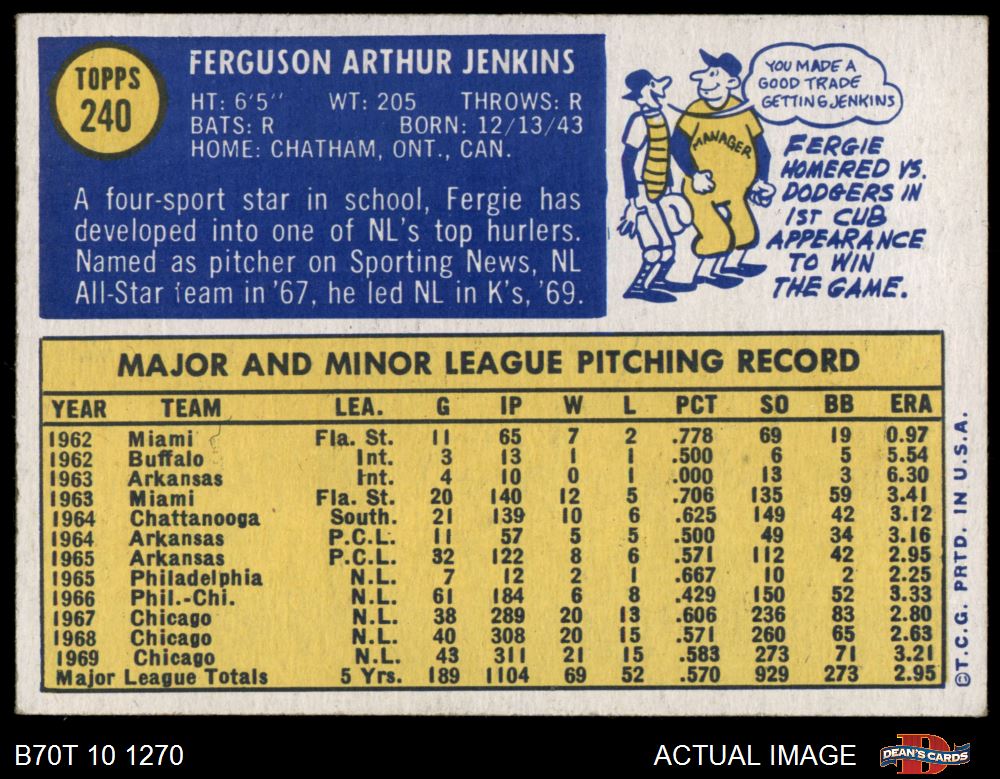 TOPPS
240
FERGUSON ARTHUR JENKINS
HT: 6'5" WT: 205 THROWS: R
BATS: R BORN: 12/13/43
HOME: CHATHAM, ONT., CAN.
A four-sport star in school, Fergie has
developed into one of NL's top hurlers.
Named as pitcher on Sporting News, NL
All-Star team in '67, he led NL in K's, '69.
YOU MADE A
GOOD TRADE
GETTING JENKINS
MANAGER
FERGIE
HOMERED VS.
DODGERS IN
1ST CUB
APPEARANCE
TO WIN
THE GAME.
MAJOR AND MINOR LEAGUE PITCHING RECORD
YEAR TEAM LEA. G IP W L PCT SO BB ERA
1962 Miami Fla. St. 11 65 7 2 .778 69 19 0.97
1962 Buffalo Int. 3 13 1 1 .500 6 5 5.54
1963 Arkansas Int. 4 10 0 1 .000 13 3 6.30
1963 Miami Fla. St. 20 140 12 5 .706 135 59 3.41
1964 Chattanooga South. 21 139 10 6 .625 149 42 3.12
1964 Arkansas P.C.L. 11 57 5 5 .500 49 34 3.16
1965 Arkansas P.C.L. 32 122 8 6 .571 112 42 2.95
1965 Philadelphia N.L. 7 12 2 1 .667 10 2 2.25
1966 Phil.-Chi. N.L. 61 184 6 8 .429 150 52 3.33
1967 Chicago N.L. 38 289 20 13 .606 236 83 2.80
1968 Chicago N.L. 40 308 20 15 .571 260 65 2.63
1969 Chicago N.L. 43 311 21 15 .583 273 71 3.21
Major League Totals 5 Yrs. 189 1104 69 52 .570 929 273 2.95
©T.C.G. PRTD. IN U.S.A.
B70T 10 1270
ACTUAL IMAGE
DEAN'S CARDS